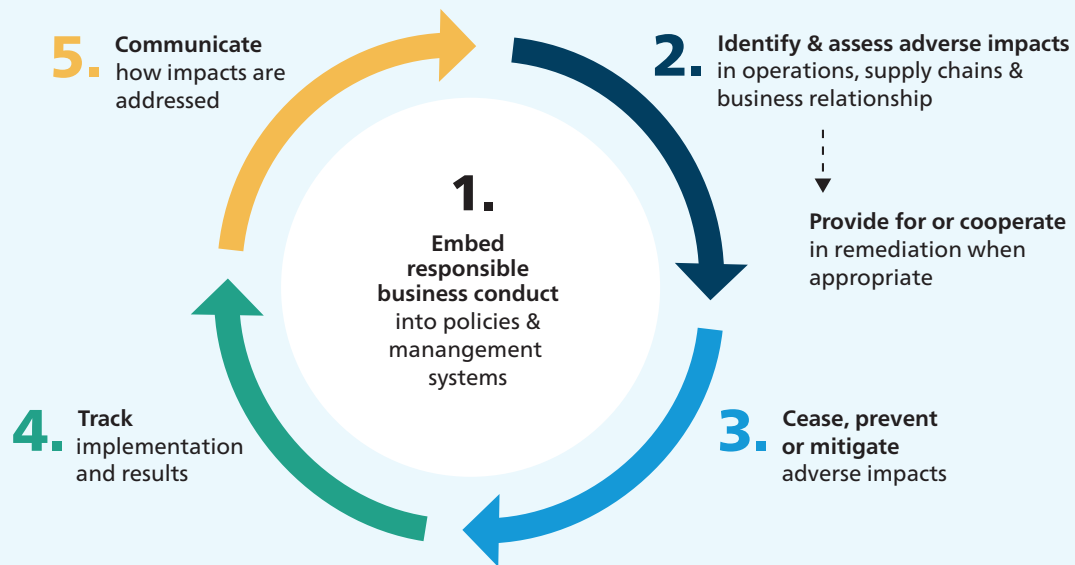 1.
Embed
responsible
business conduct
into policies &
manangement
systems
2. Identify & assess adverse impacts
in operations, supply chains &
business relationship
Provide for or cooperate
in remediation when
appropriate
3. Cease, prevent
or mitigate
adverse impacts
4. Track
implementation
and results
5. Communicate
how impacts are
addressed